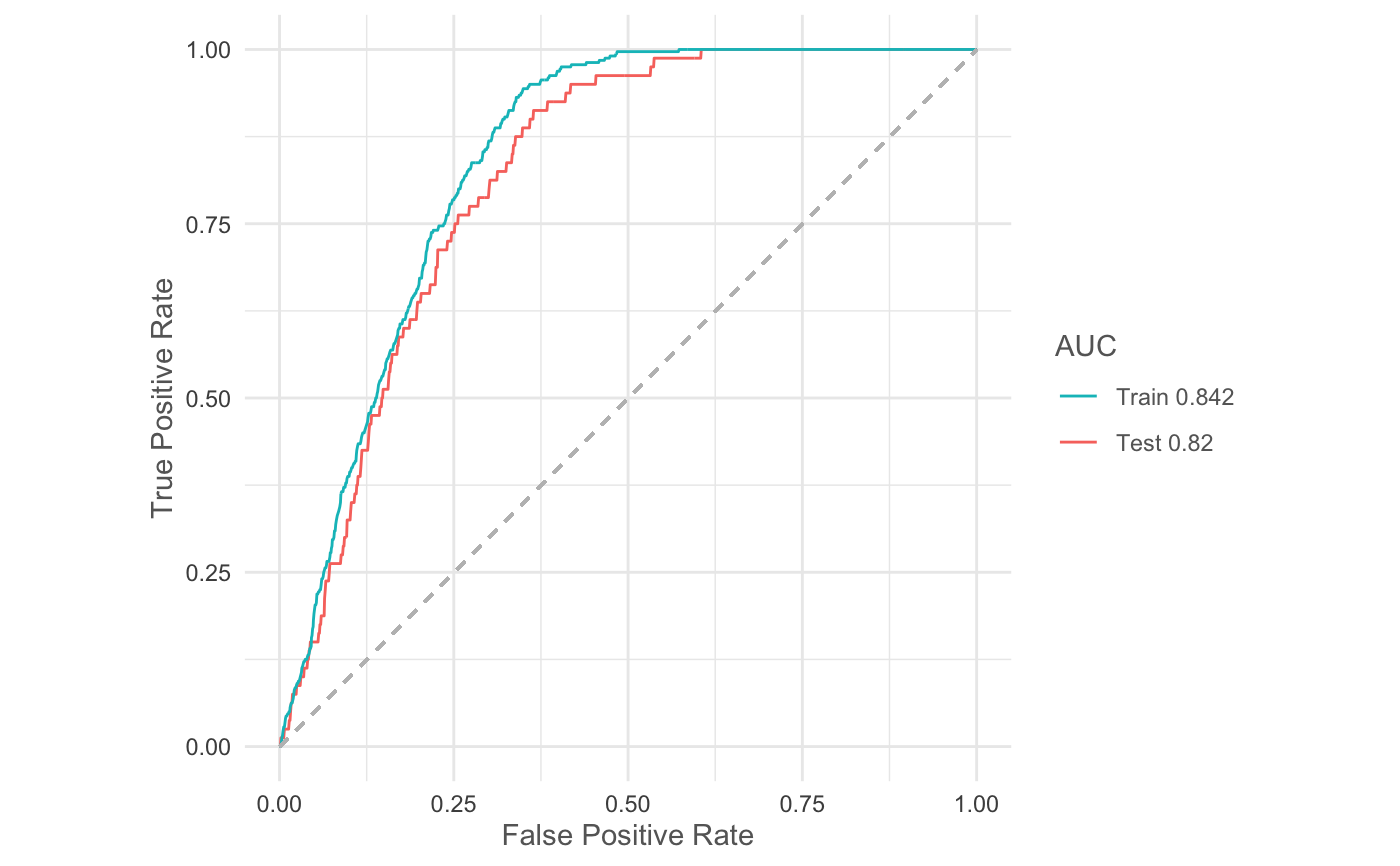 1.00
0.75
0.50
0.25
0.00
True Positive Rate
0.00 0.25 0.50 0.75 1.00
False Positive Rate
AUC
Train 0.842
Test 0.82